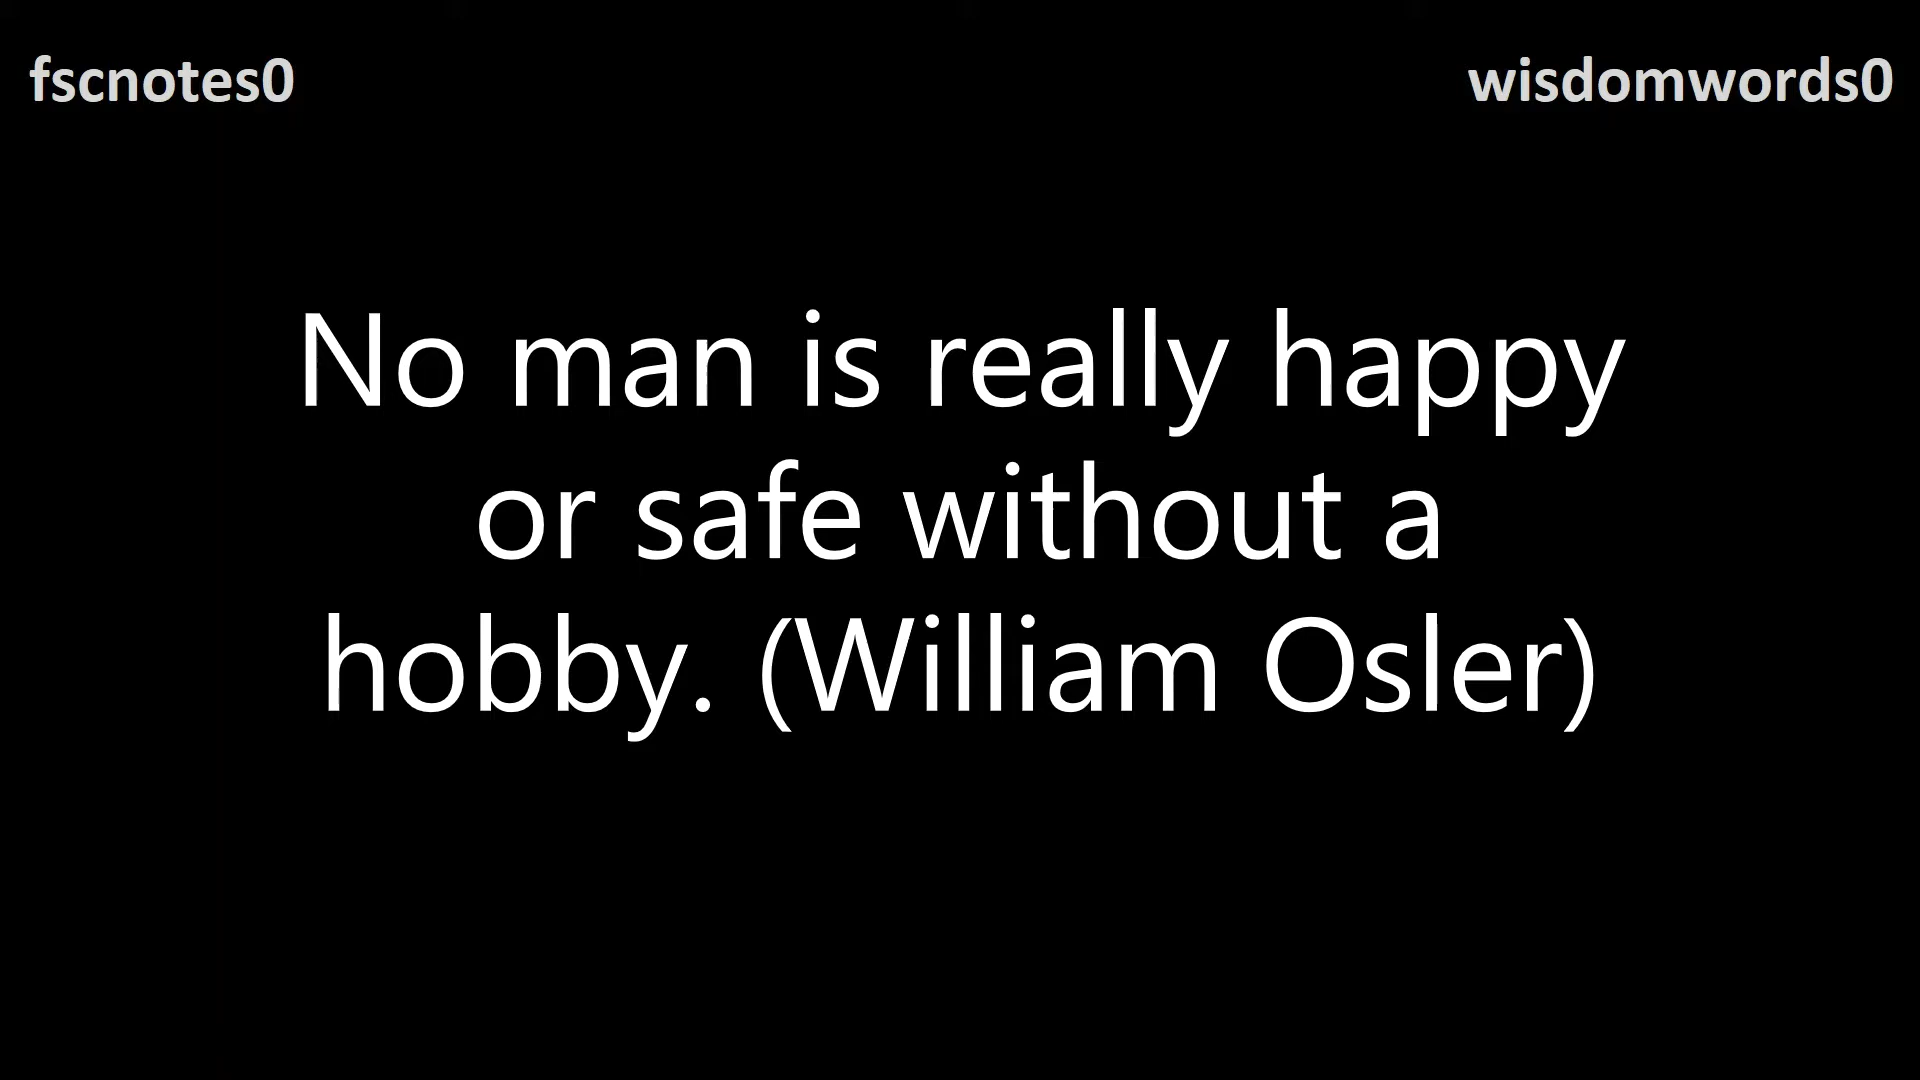 fscnotes0
wisdomwords0
No man is really happy
or safe without a
hobby. (William Osler)